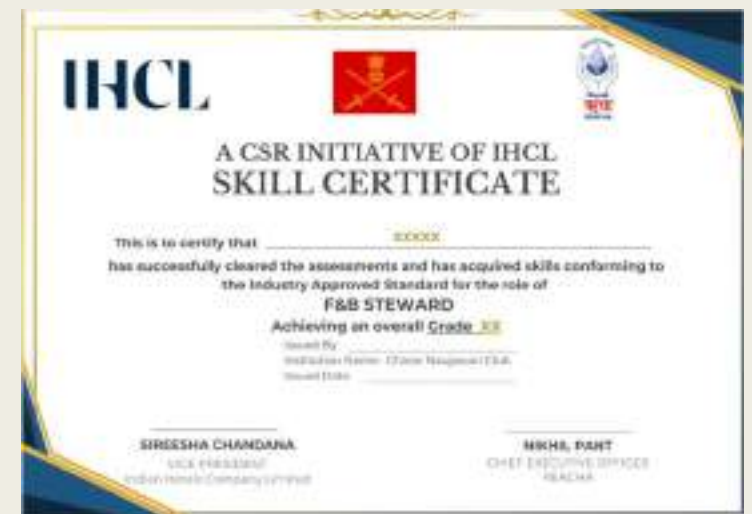 IHCL
A CSR INITIATIVE OF IHCL
SKILL CERTIFICATE
This is to certify that XXXXX
has successfully cleared the assessments and has acquired skills conforming to
the Industry Approved Standard for the role of
F&B STEWARD
Achieving an overall Grade XX
Issued By
Institution Name:
Issued Date
SIREESHA CHANDANA
NIKHIL PANT
VICE PRESIDENT
CHIEF EXECUTIVE OFFICER
Indian Hotels Company Limited